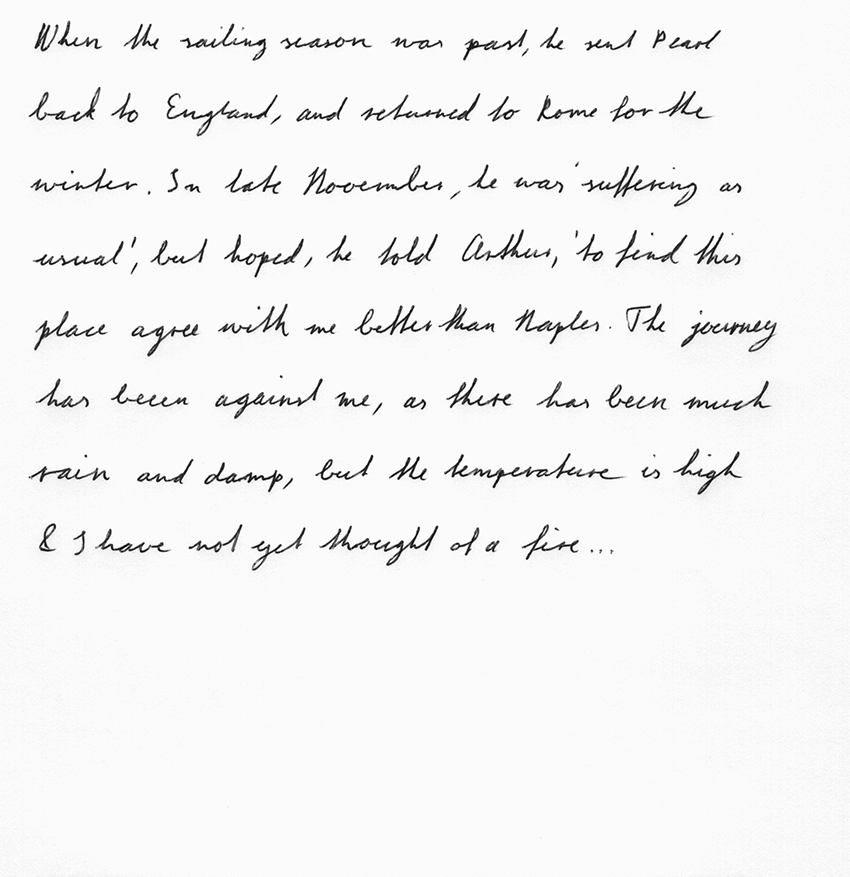 When the sailing season was past, he sent Pearl
back to England, and returned to Rome for the
winter. In late November, he was 'suffering as
usual', but hoped, he told Arthur, 'to find this
place agree with me better than Naples. The journey
has been against me, as there has been much
rain and damp, but the temperature is high
& I have not yet thought of a fire...